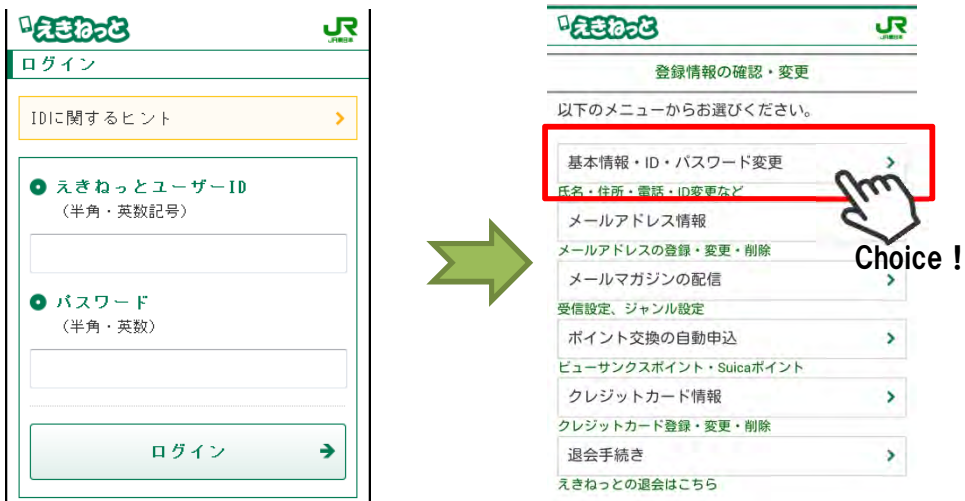 えきねっと
JR
JR東日本
ログイン
IDに関するヒント
えきねっとユーザーID
（半角・英数記号）
パスワード
（半角・英数）
ログイン
えきねっと
JR
JR東日本
登録情報の確認・変更
以下のメニューからお選びください。
基本情報・ID・パスワード変更
氏名・住所・電話・ID変更など
メールアドレス情報
メールアドレスの登録・変更・削除
Choice！
メールマガジンの配信
受信設定、ジャンル設定
ポイント交換の自動申込
ビューサンクスポイント・Suicaポイント
クレジットカード情報
クレジットカード登録・変更・削除
退会手続き
えきねっとの退会はこちら